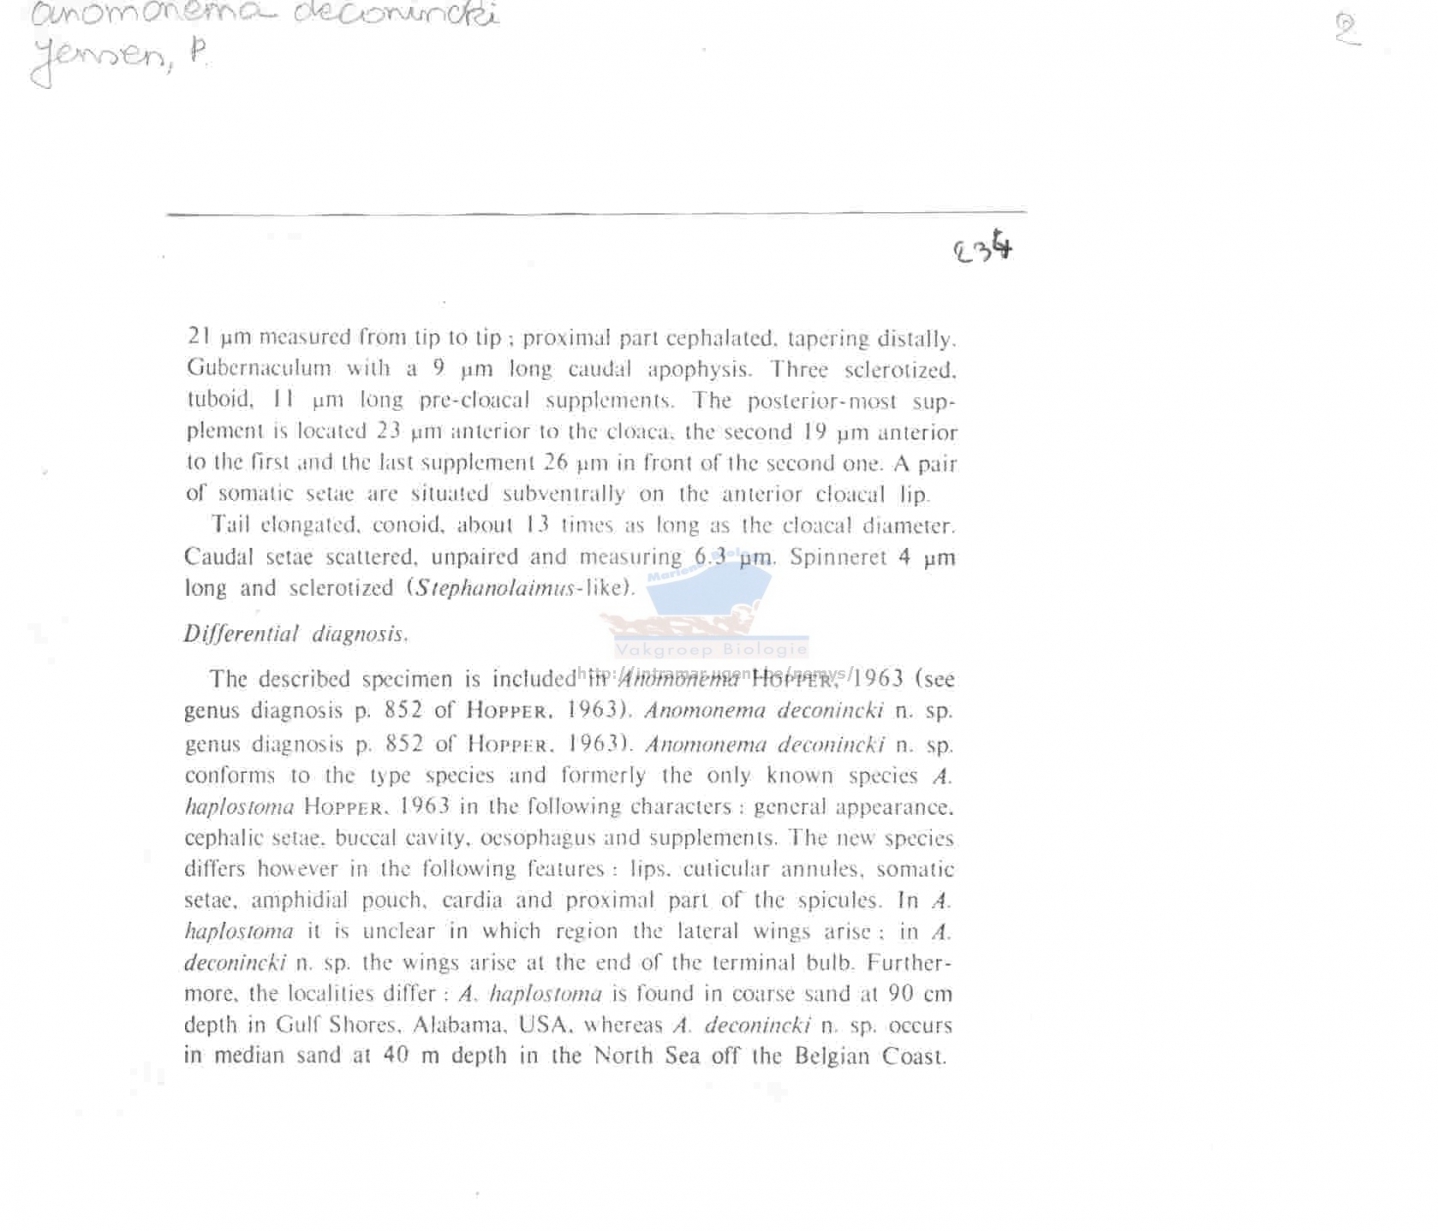 anomonema deconincki
Jensen, P.
2
234
21 µm measured from tip to tip ; proximal part cephalated, tapering distally.
Gubernaculum with a 9 µm long caudal apophysis. Three sclerotized,
tuboid, 11 µm long pre-cloacal supplements. The posterior-most sup-
plement is located 23 µm anterior to the cloaca, the second 19 µm anterior
to the first and the last supplement 26 µm in front of the second one. A pair
of somatic setae are situated subventrally on the anterior cloacal lip.
Tail elongated, conoid, about 13 times as long as the cloacal diameter.
Caudal setae scattered, unpaired and measuring 6.3 µm. Spinneret 4 µm
long and sclerotized (Stephanolaimus-like).
Mariene Biologie
Vakgroep Biologie
http://intramar.ugent.be/nemys/
Differential diagnosis.
The described specimen is included in Anomonema HOPPER, 1963 (see
genus diagnosis p. 852 of HOPPER, 1963). Anomonema deconincki n. sp.
genus diagnosis p. 852 of HOPPER, 1963). Anomonema deconincki n. sp.
conforms to the type species and formerly the only known species A.
haplostoma HOPPER, 1963 in the following characters : general appearance,
cephalic setae, buccal cavity, oesophagus and supplements. The new species
differs however in the following features : lips, cuticular annules, somatic
setae, amphidial pouch, cardia and proximal part of the spicules. In A.
haplostoma it is unclear in which region the lateral wings arise ; in A.
deconincki n. sp. the wings arise at the end of the terminal bulb. Further-
more, the localities differ : A. haplostoma is found in coarse sand at 90 cm
depth in Gulf Shores, Alabama, USA, whereas A. deconincki n. sp. occurs
in median sand at 40 m depth in the North Sea off the Belgian Coast.